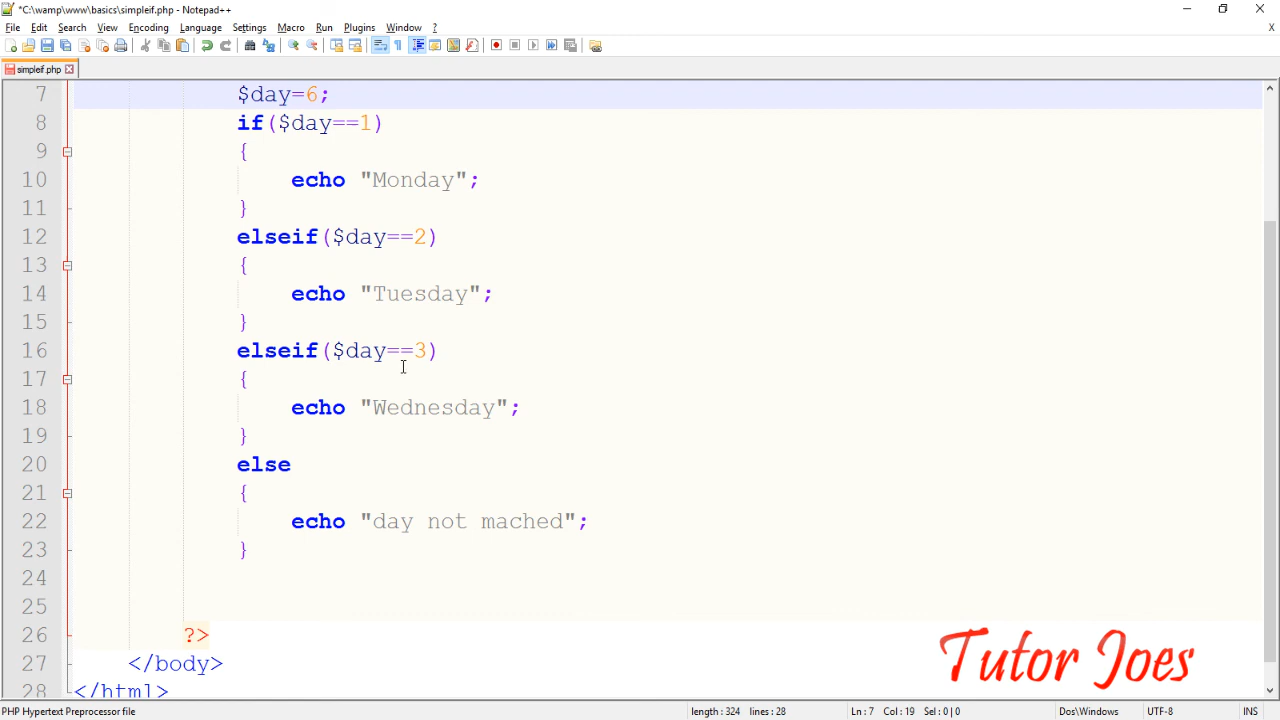 *C:\wamp\www\basics\simpleif.php - Notepad++
File Edit Search View Encoding Language Settings Macro Run Plugins Window ?
X
simpleif.php
7 $day=6;
8 if($day==1)
9 {
10 echo "Monday";
11 }
12 elseif($day==2)
13 {
14 echo "Tuesday";
15 }
16 elseif($day==3)
17 {
18 echo "Wednesday";
19 }
20 else
21 {
22 echo "day not mached";
23 }
24
25
26 ?>
27 </body>
28 </html>
Tutor Joes
PHP Hypertext Preprocessor file length : 324 lines : 28 Ln : 7 Col : 19 Sel : 0 | 0 Dos\Windows UTF-8 INS